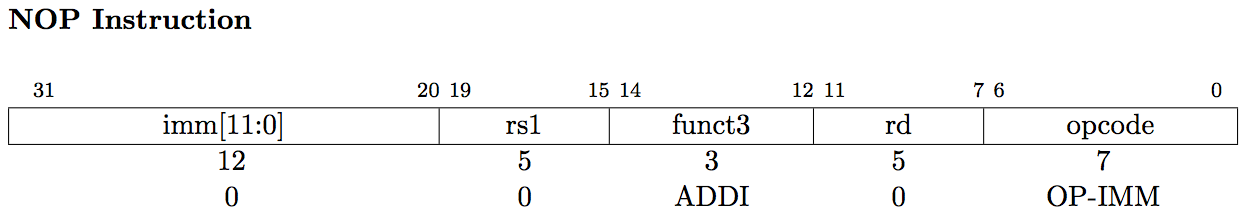 NOP Instruction
31 20 19 15 14 12 11 7 6 0
imm[11:0] rs1 funct3 rd opcode
12 5 3 5 7
0 0 ADDI 0 OP-IMM